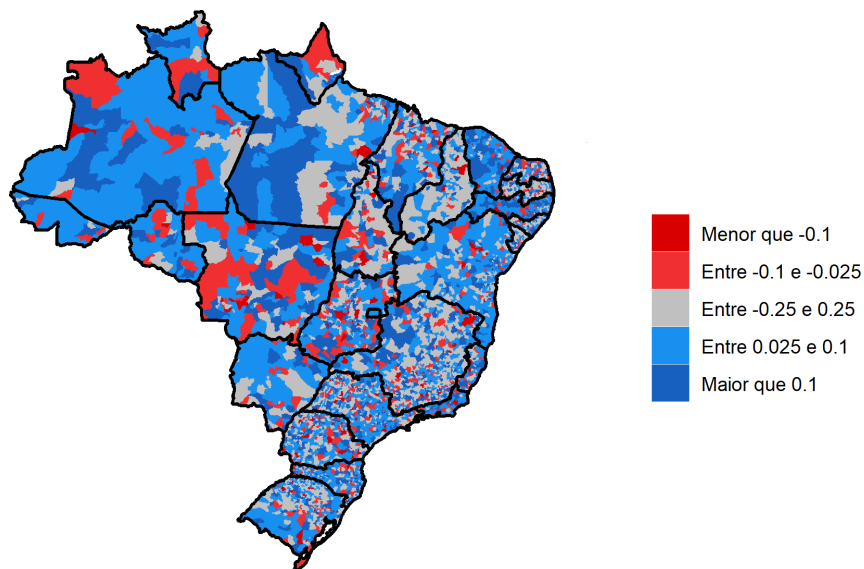 Menor que -0.1
Entre -0.1 e -0.025
Entre -0.25 e 0.25
Entre 0.025 e 0.1
Maior que 0.1